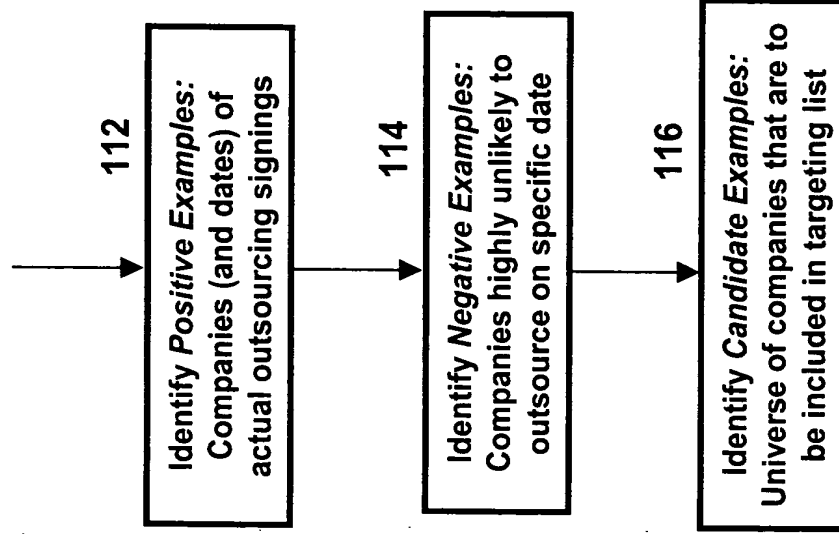 112
Identify Positive Examples:
Companies (and dates) of
actual outsourcing signings
114
Identify Negative Examples:
Companies highly unlikely to
outsource on specific date
116
Identify Candidate Examples:
Universe of companies that are to
be included in targeting list